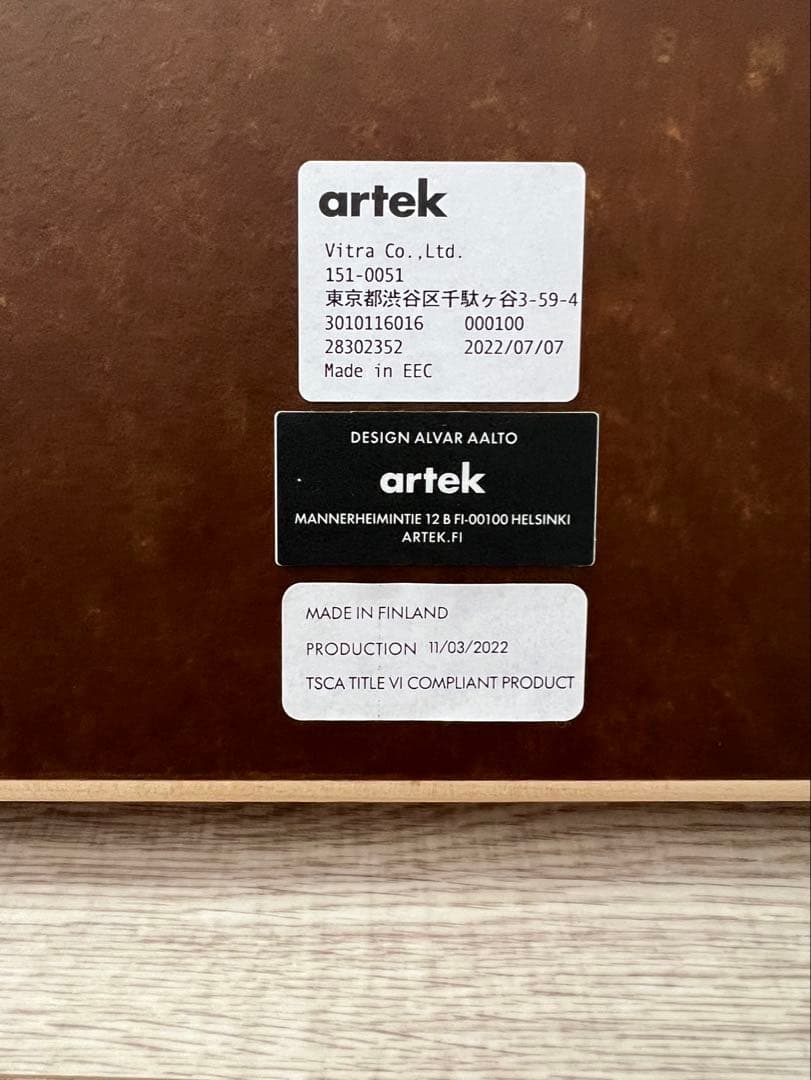 artek
Vitra Co.,Ltd.
151-0051
東京都渋谷区千駄ヶ谷3-59-4
3010116016 000100
28302352 2022/07/07
Made in EEC
DESIGN ALVAR AALTO
artek
MANNERHEIMINTIE 12 B FI-00100 HELSINKI
ARTEK.FI
MADE IN FINLAND
PRODUCTION 11/03/2022
TSCA TITLE VI COMPLIANT PRODUCT